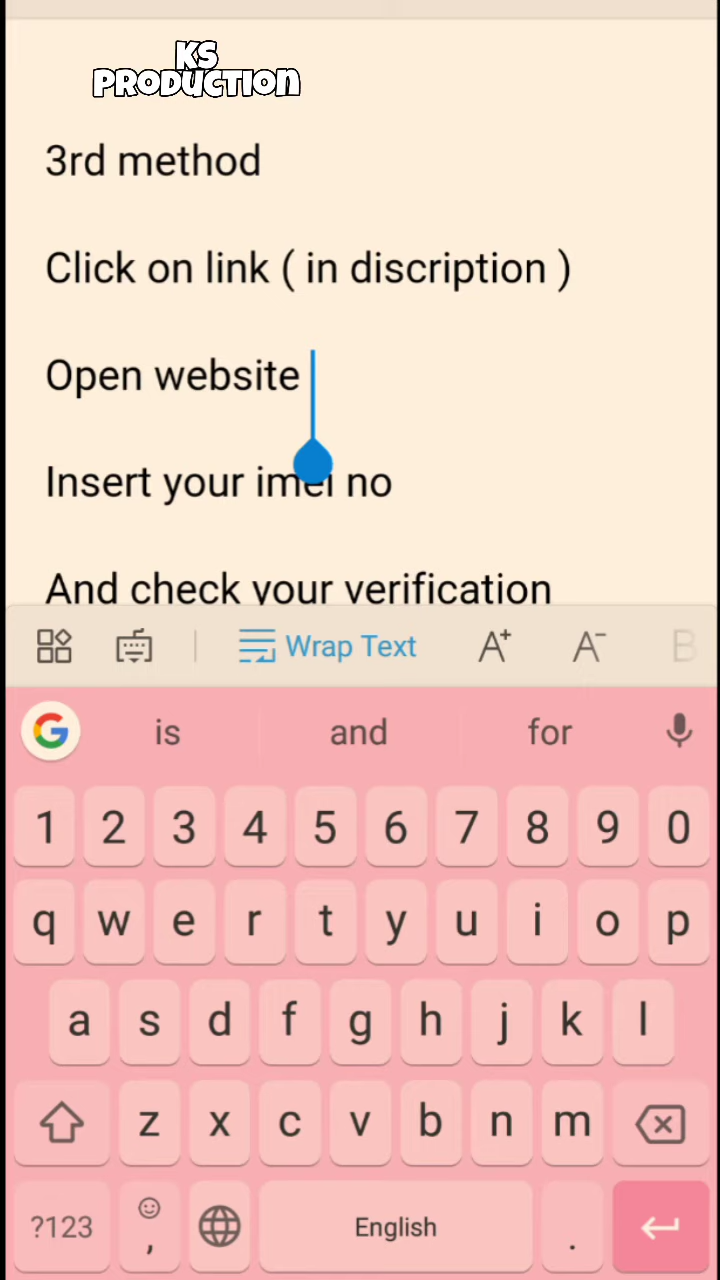 KS
PRODUCTION
3rd method
Click on link ( in discription )
Open website
Insert your imei no
And check your verification
Wrap Text A+ A- B
G is and for
1 2 3 4 5 6 7 8 9 0
q w e r t y u i o p
a s d f g h j k l
z x c v b n m
?123 , English .